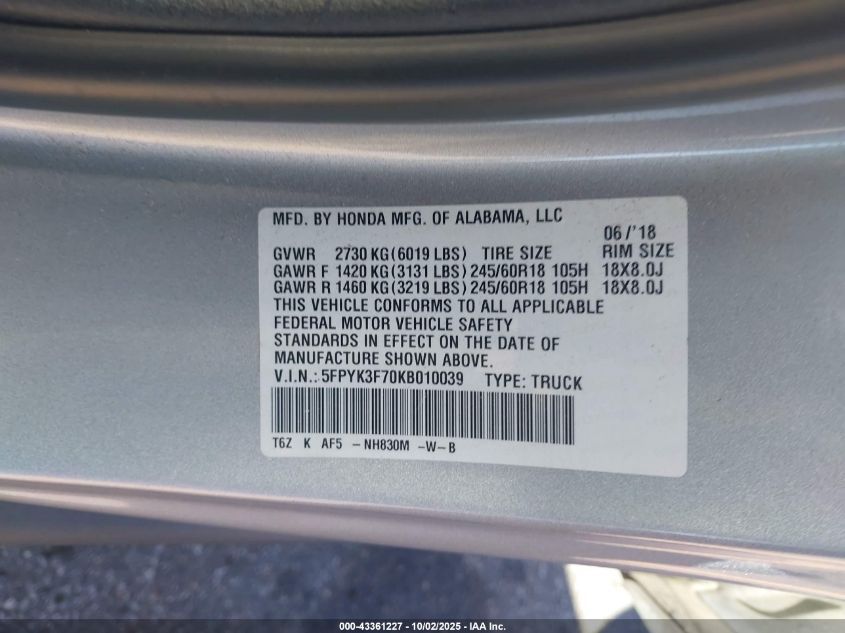 MFD. BY HONDA MFG. OF ALABAMA, LLC
06/'18
GVWR 2730 KG(6019 LBS) TIRE SIZE RIM SIZE
GAWR F 1420 KG(3131 LBS) 245/60R18 105H 18X8.0J
GAWR R 1460 KG(3219 LBS) 245/60R18 105H 18X8.0J
THIS VEHICLE CONFORMS TO ALL APPLICABLE
FEDERAL MOTOR VEHICLE SAFETY
STANDARDS IN EFFECT ON THE DATE OF
MANUFACTURE SHOWN ABOVE.
V.I.N.: 5FPYK3F70KB010039 TYPE: TRUCK
T6Z K AF5 -NH830M -W-B
000-43361227 - 10/02/2025 - IAA Inc.